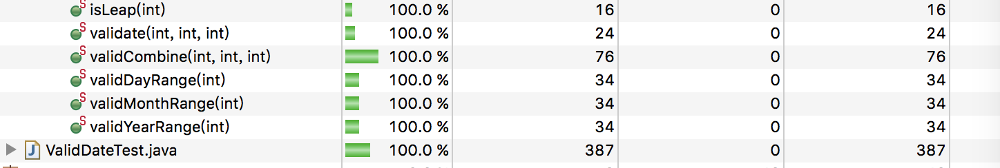 isLeap(int) 100.0 % 16 0 16
validate(int, int, int) 100.0 % 24 0 24
validCombine(int, int, int) 100.0 % 76 0 76
validDayRange(int) 100.0 % 34 0 34
validMonthRange(int) 100.0 % 34 0 34
validYearRange(int) 100.0 % 34 0 34
ValidDateTest.java 100.0 % 387 0 387